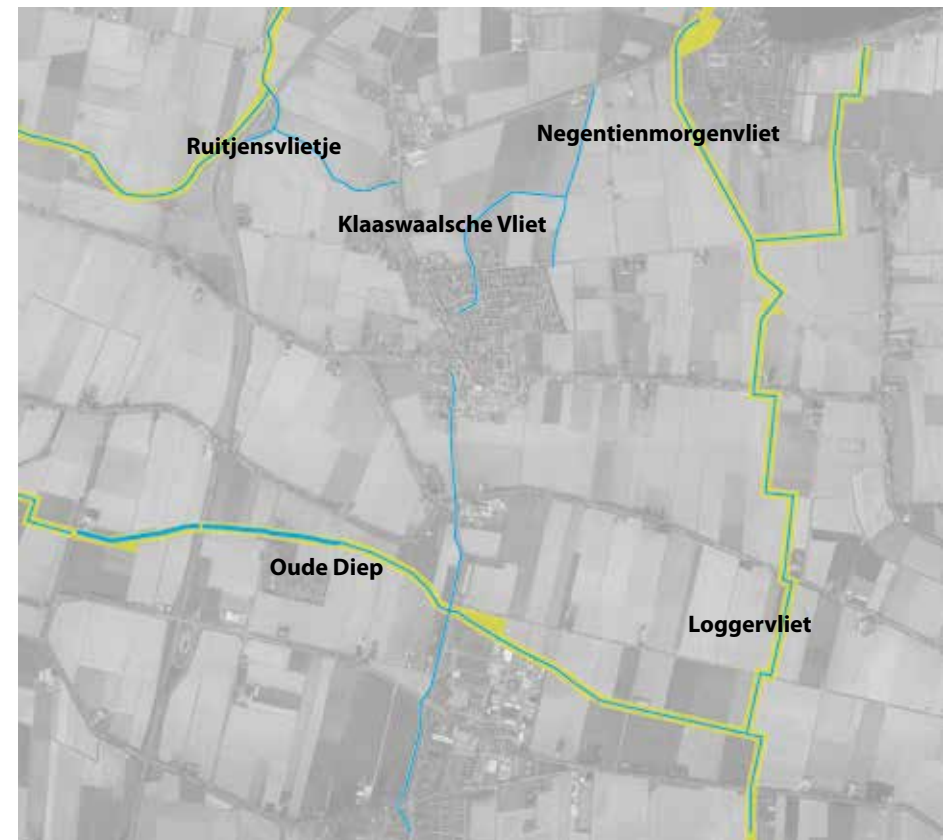 Negentienmorgenvliet
Ruitjensvlietje
Klaaswaalsche Vliet
Oude Diep
Loggervliet